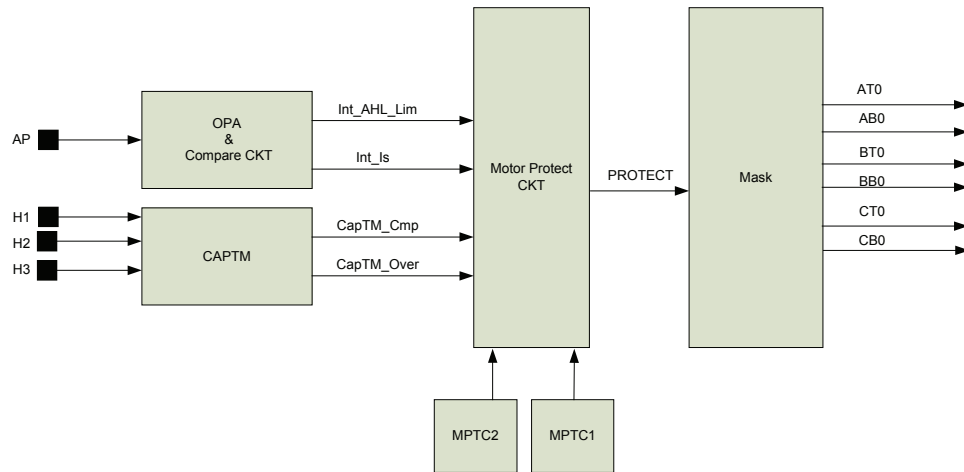 AP
OPA
&
Compare CKT
Int_AHL_Lim
Int_Is
H1
H2
H3
CAPTM
CapTM_Cmp
CapTM_Over
Motor Protect
CKT
MPTC2
MPTC1
PROTECT
Mask
AT0
AB0
BT0
BB0
CT0
CB0